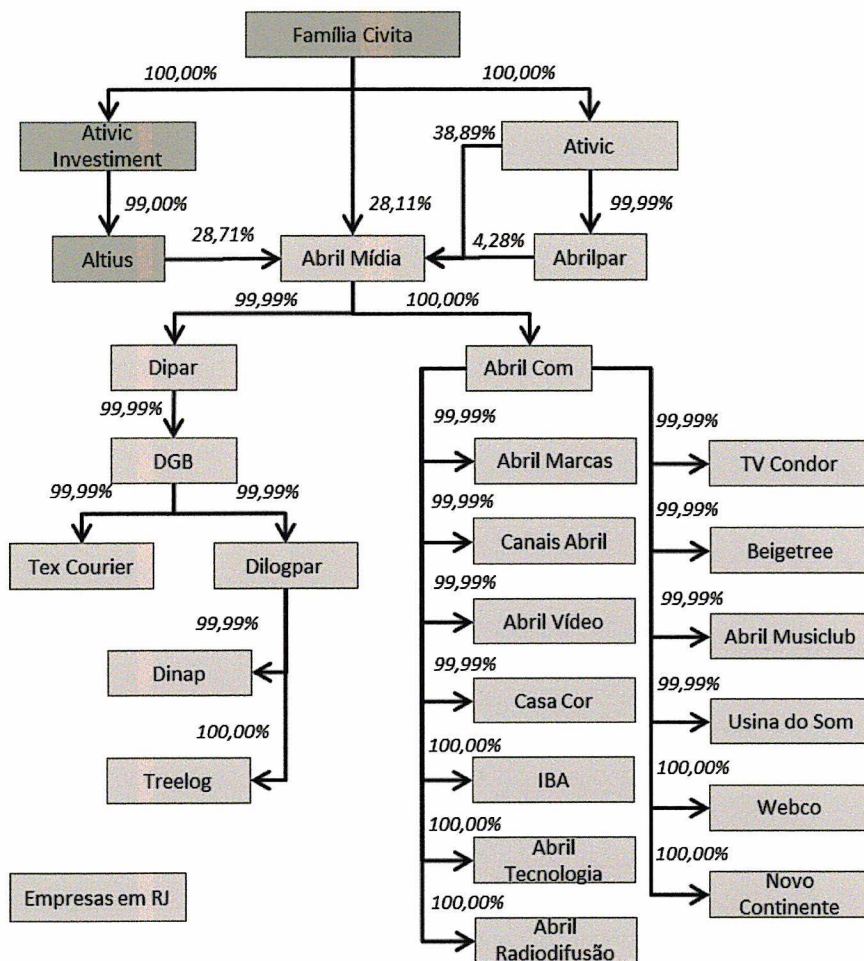 Família Civita
100,00%
100,00%
Ativic
Investiment
38,89%
Ativic
99,00%
28,11%
99,99%
Altius
28,71%
Abril Mídia
4,28%
Abrilpar
99,99%
100,00%
Dipar
Abril Com
99,99%
99,99%
99,99%
DGB
Abril Marcas
TV Condor
99,99%
99,99%
99,99%
99,99%
Tex Courier
Dilogpar
Canais Abril
Beigetree
99,99%
99,99%
99,99%
Dinap
Abril Vídeo
Abril Musiclub
99,99%
99,99%
Casa Cor
Usina do Som
100,00%
100,00%
100,00%
Treelog
IBA
Webco
100,00%
100,00%
Abril
Tecnologia
Novo
Continente
Empresas em RJ
100,00%
Abril
Radiodifusão